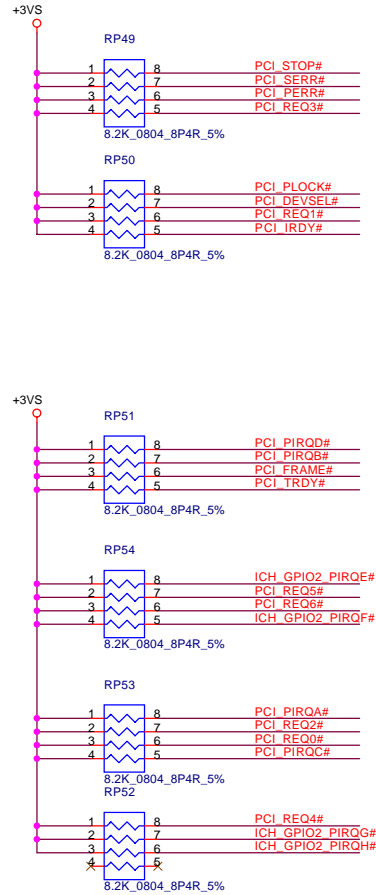 +3VS
RP49
1 8 PCI_STOP#
2 7 PCI_SERR#
3 6 PCI_PERR#
4 5 PCI_REQ3#
8.2K_0804_8P4R_5%
RP50
1 8 PCI_PLOCK#
2 7 PCI_DEVSEL#
3 6 PCI_REQ1#
4 5 PCI_IRDY#
8.2K_0804_8P4R_5%
+3VS
RP51
1 8 PCI_PIRQD#
2 7 PCI_PIRQB#
3 6 PCI_FRAME#
4 5 PCI_TRDY#
8.2K_0804_8P4R_5%
RP54
1 8 ICH_GPIO2_PIRQE#
2 7 PCI_REQ5#
3 6 PCI_REQ6#
4 5 ICH_GPIO2_PIRQF#
8.2K_0804_8P4R_5%
RP53
1 8 PCI_PIRQA#
2 7 PCI_REQ2#
3 6 PCI_REQ0#
4 5 PCI_PIRQC#
8.2K_0804_8P4R_5%
RP52
1 8 PCI_REQ4#
2 7 ICH_GPIO2_PIRQG#
3 6 ICH_GPIO2_PIRQH#
4 5
8.2K_0804_8P4R_5%